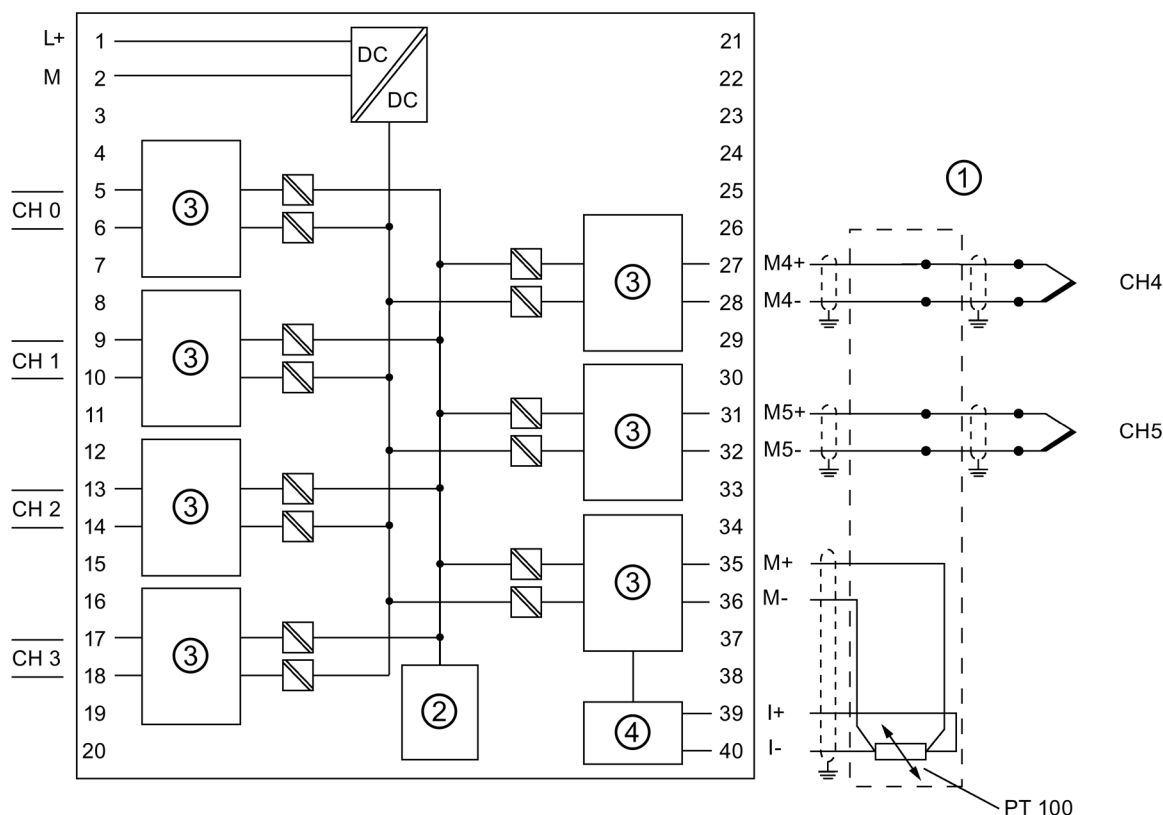 L+ 1 DC 21
M 2 DC 22
3 23
4 24 ①
CH 0 5 ③ 25
6 26
7 ③ 27 M4+ CH4
8 28 M4-
CH 1 9 ③ 29
10 30
11 ③ 31 M5+ CH5
12 32 M5-
CH 2 13 ③ 33
14 34
15 ③ 35 M+
16 36 M-
CH 3 17 ③ 37
18 38
19 ② ④ 39 I+
20 40 I-
PT 100